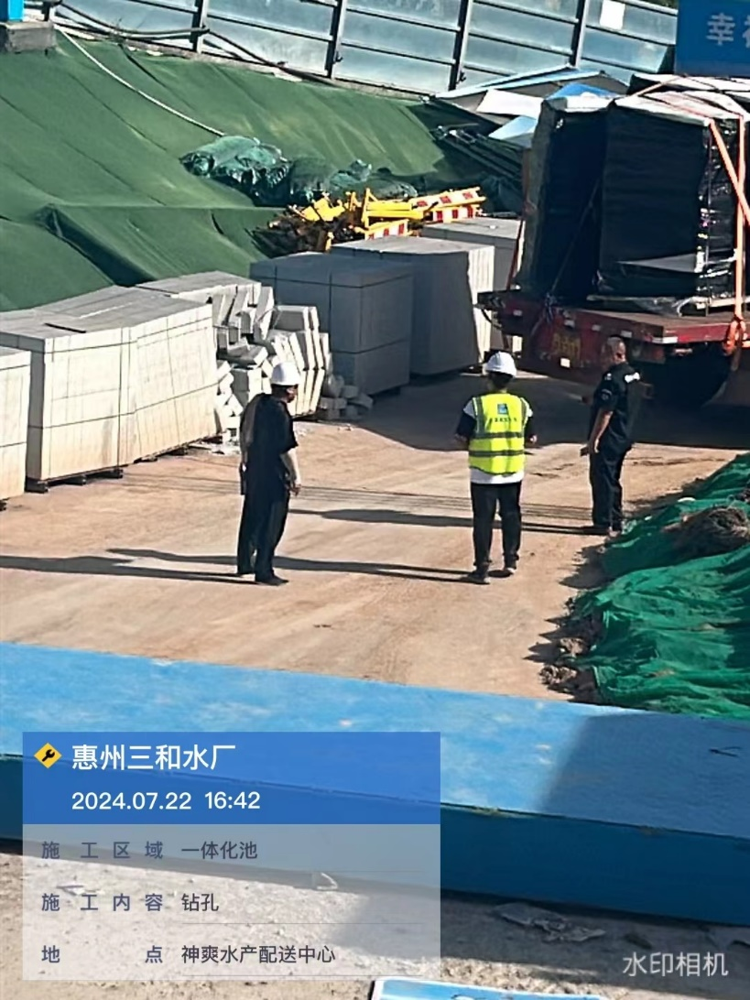 幸福
惠州三和水厂
2024.07.22 16:42
施工区域 一体化池
施工内容 钻孔
地点 神爽水产配送中心
水印相机